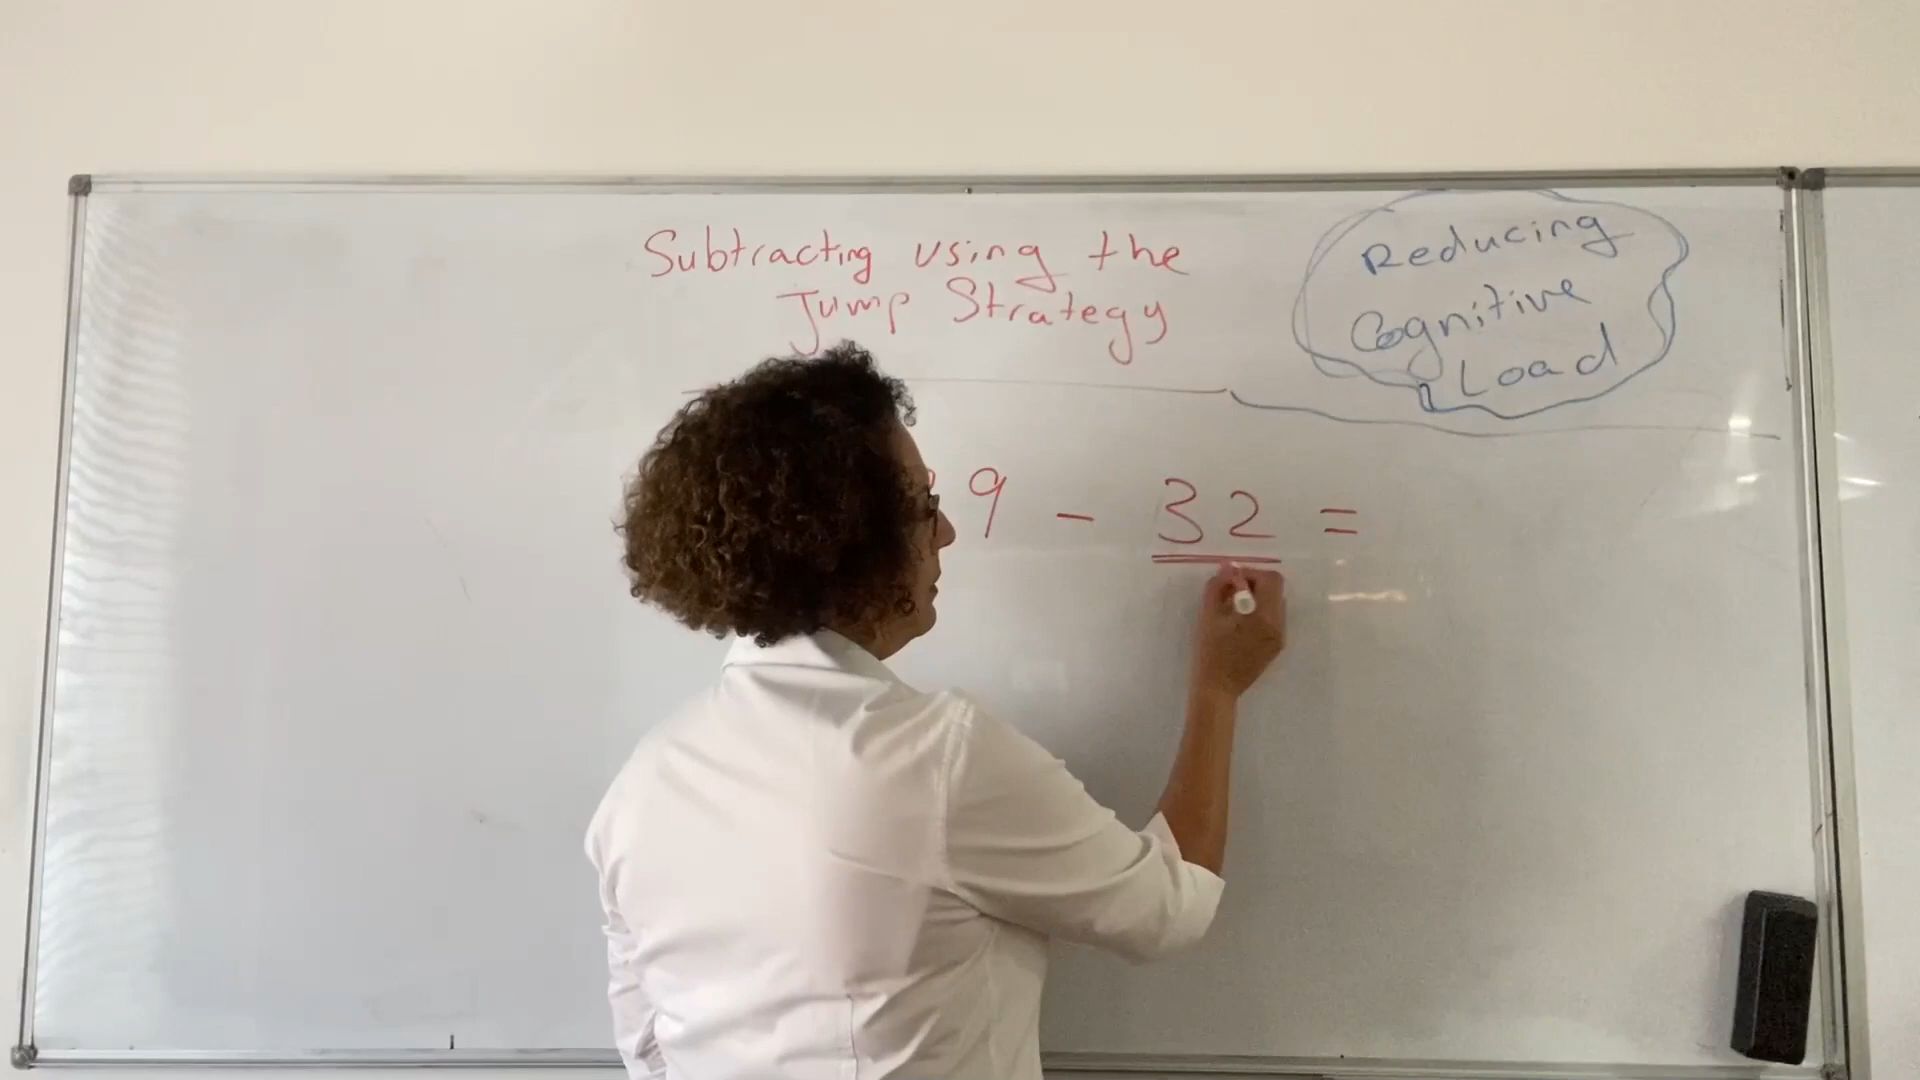 Subtracting using the
Jump Strategy
Reducing
Cognitive
Load
9 - 32 =